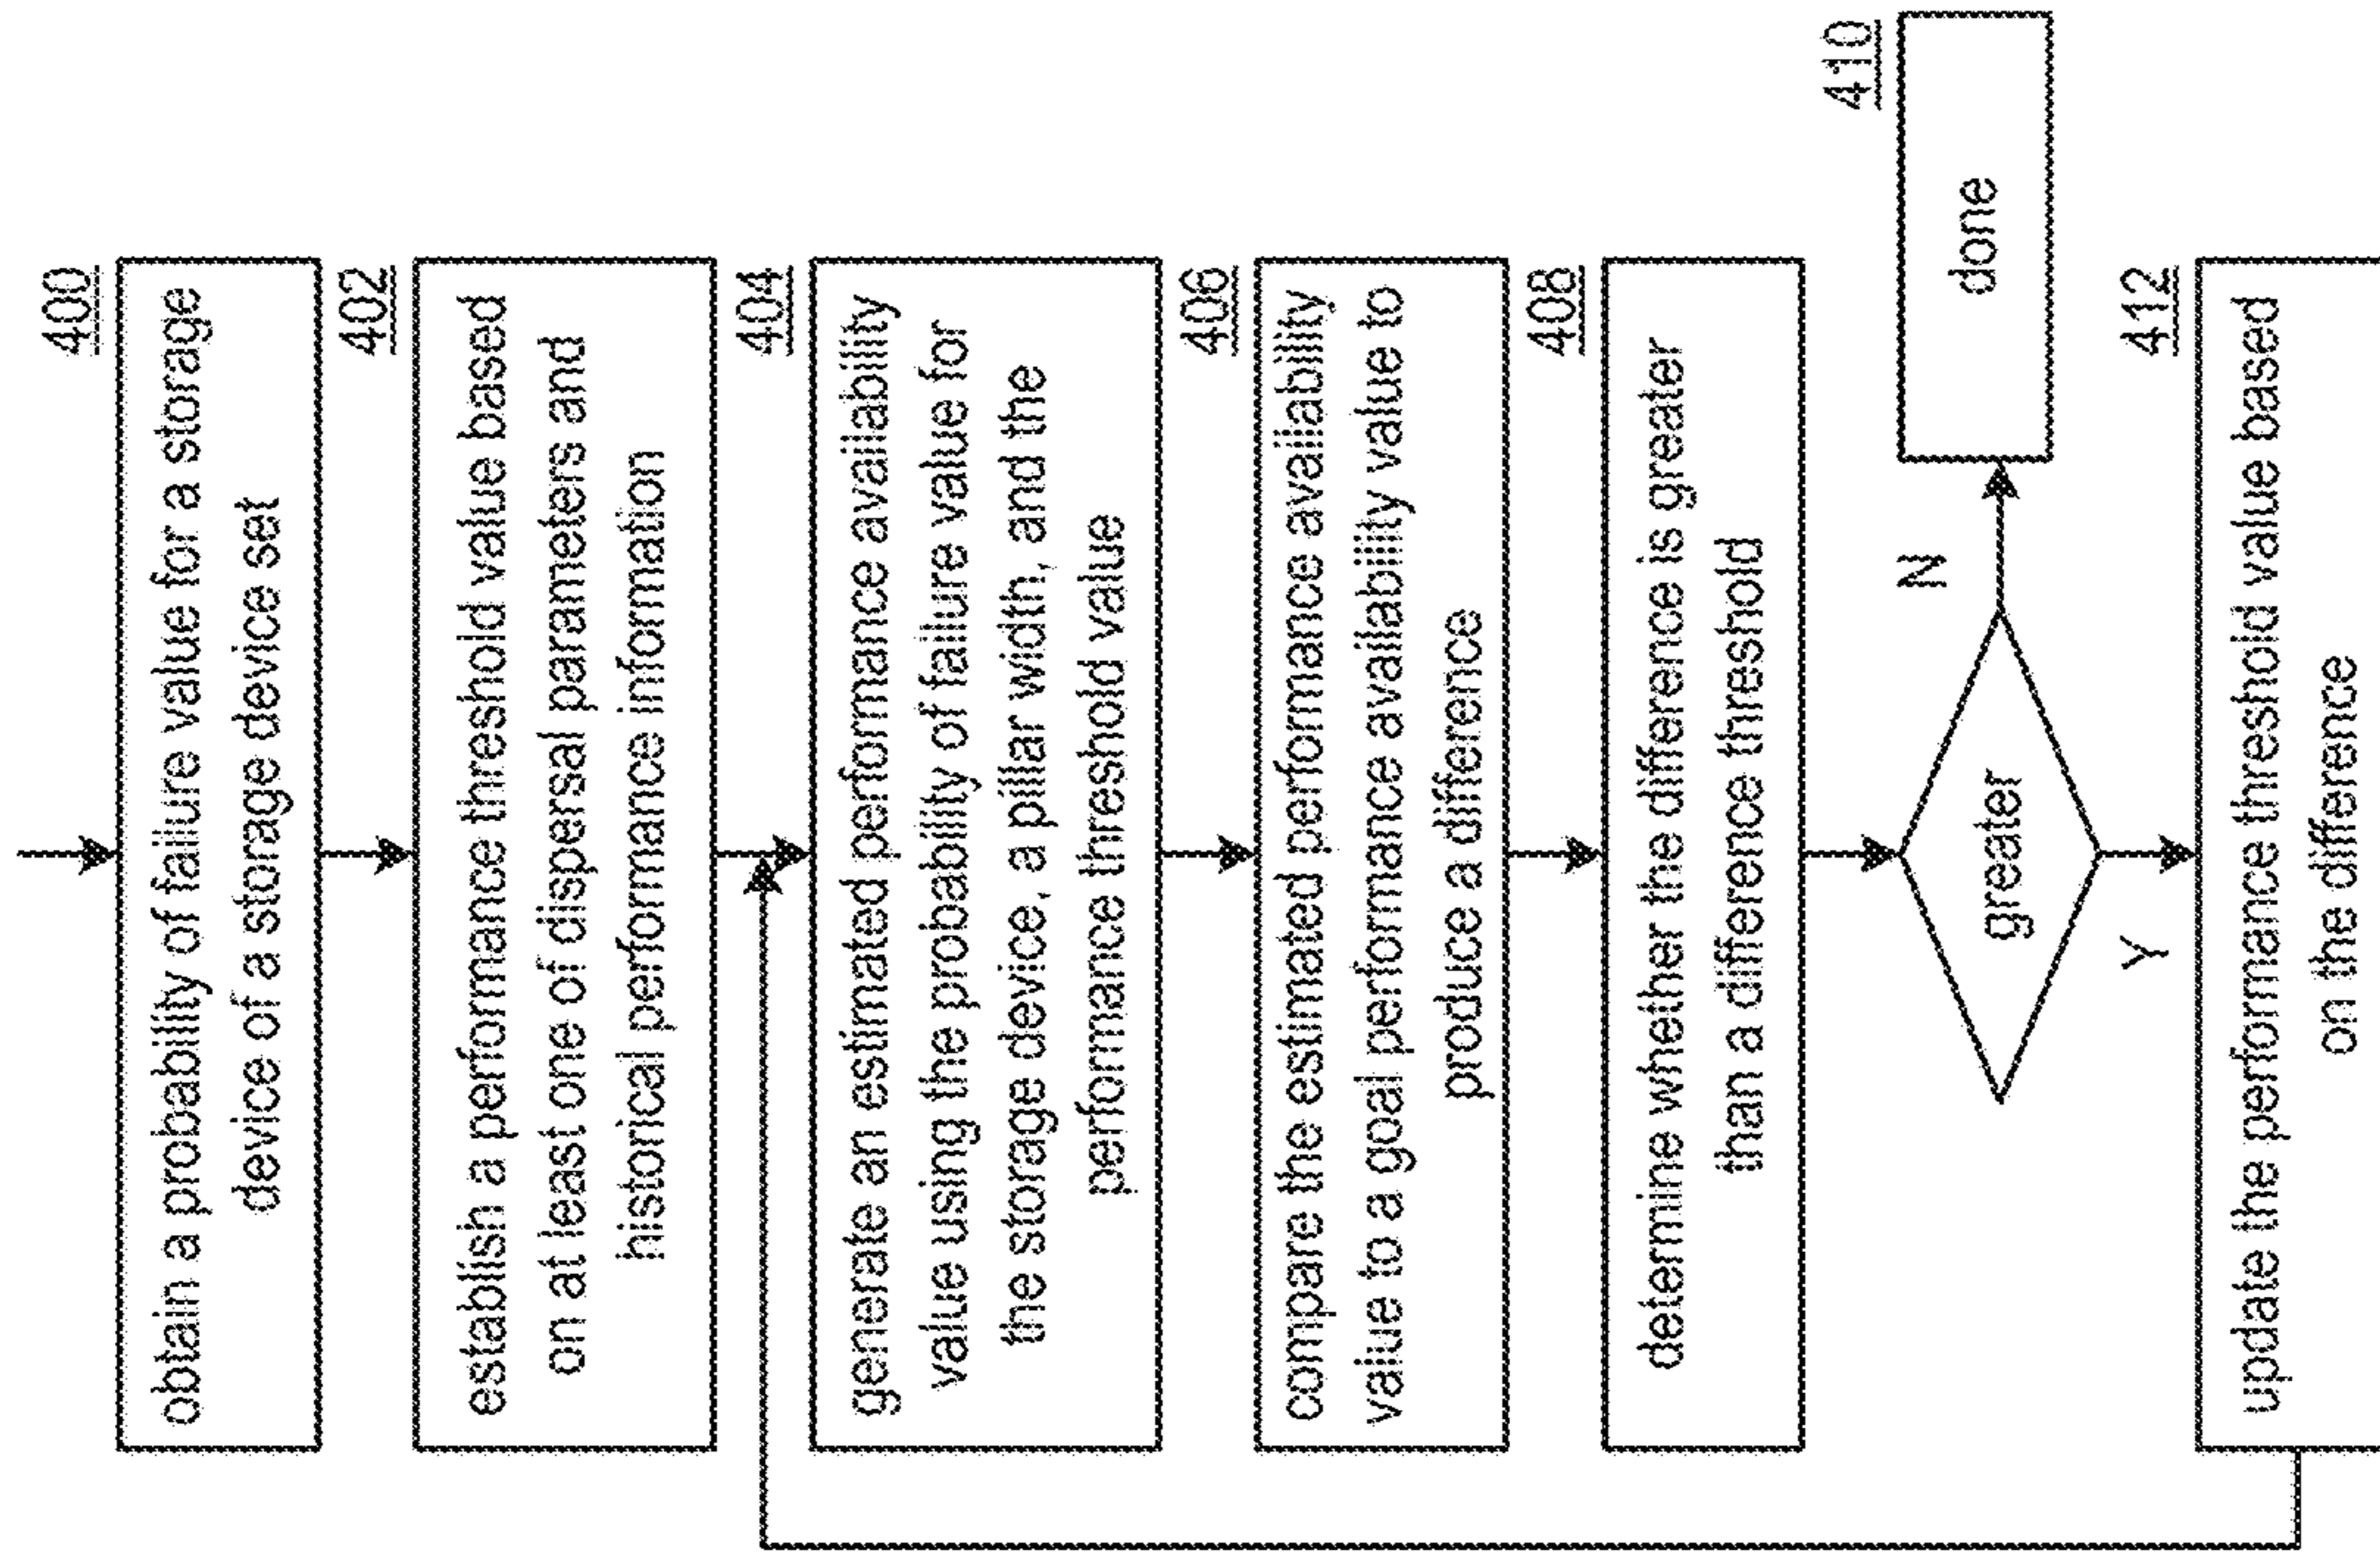 400
obtain a probability of failure value for a storage
device of a storage device set
402
establish a performance threshold value based
on at least one of dispersal parameters and
historical performance information
404
generate an estimated performance availability
value using the probability of failure value for
the storage device, a pillar width, and the
performance threshold value
406
compare the estimated performance availability
value to a goal performance availability value to
produce a difference
408
determine whether the difference is greater
than a difference threshold
greater
N
410
done
Y
412
update the performance threshold value based
on the difference